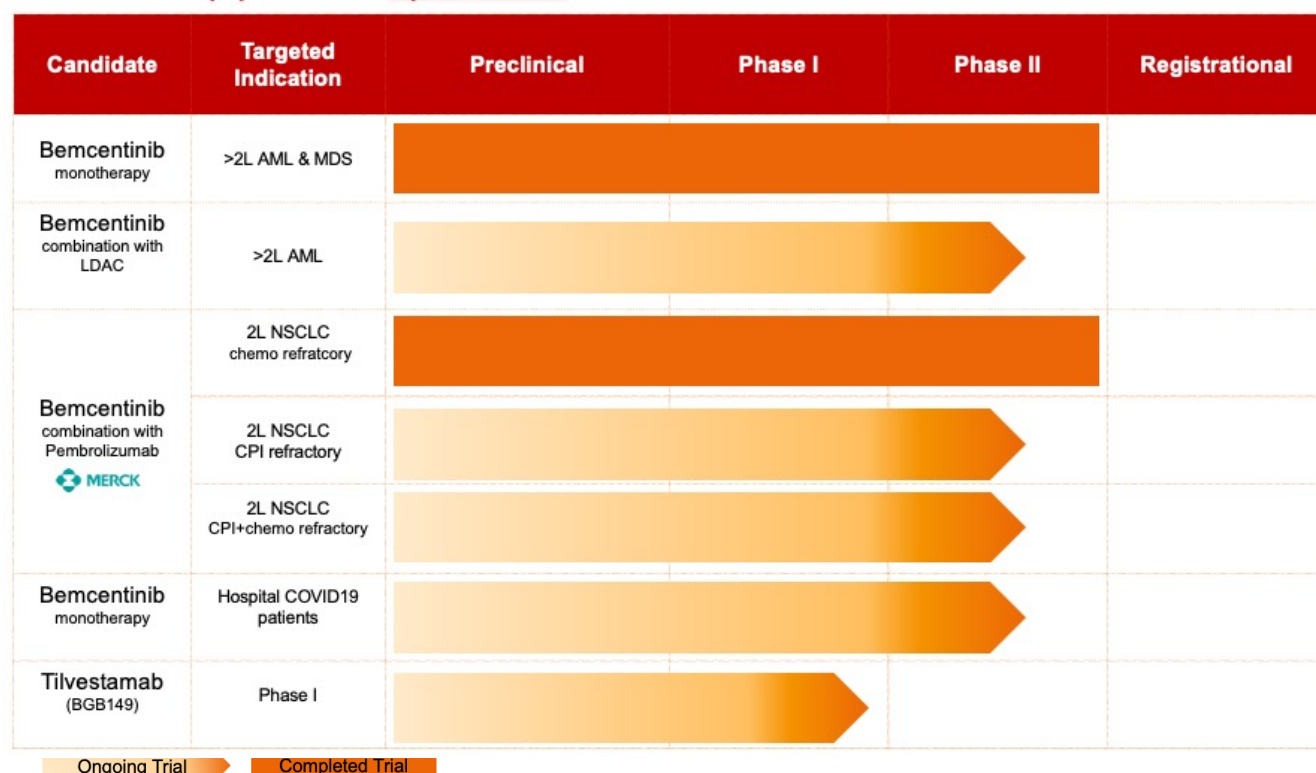 Candidate
Targeted
Indication
Preclinical
Phase I
Phase II
Registrational
Bemcentinib
monotherapy
>2L AML & MDS
Bemcentinib
combination with
LDAC
>2L AML
Bemcentinib
combination with
Pembrolizumab
MERCK
2L NSCLC
chemo refratcory
2L NSCLC
CPI refractory
2L NSCLC
CPI+chemo refractory
Bemcentinib
monotherapy
Hospital COVID19
patients
Tilvestamab
(BGB149)
Phase I
Ongoing Trial
Completed Trial